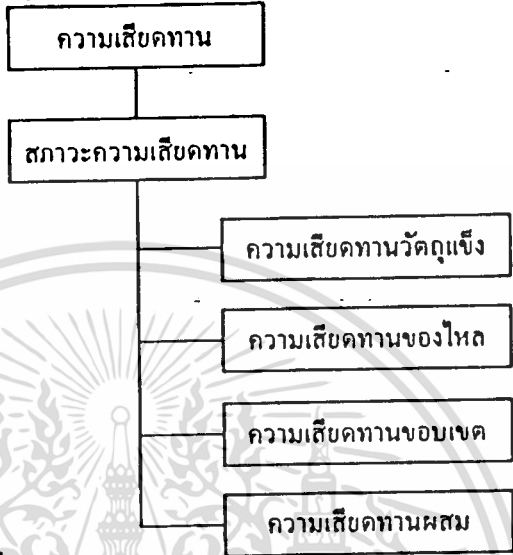 ความเสียดทาน
สภาวะความเสียดทาน
ความเสียดทานวัตถุแข็ง
ความเสียดทานของไหล
ความเสียดทานขอบเขต
ความเสียดทานผสม